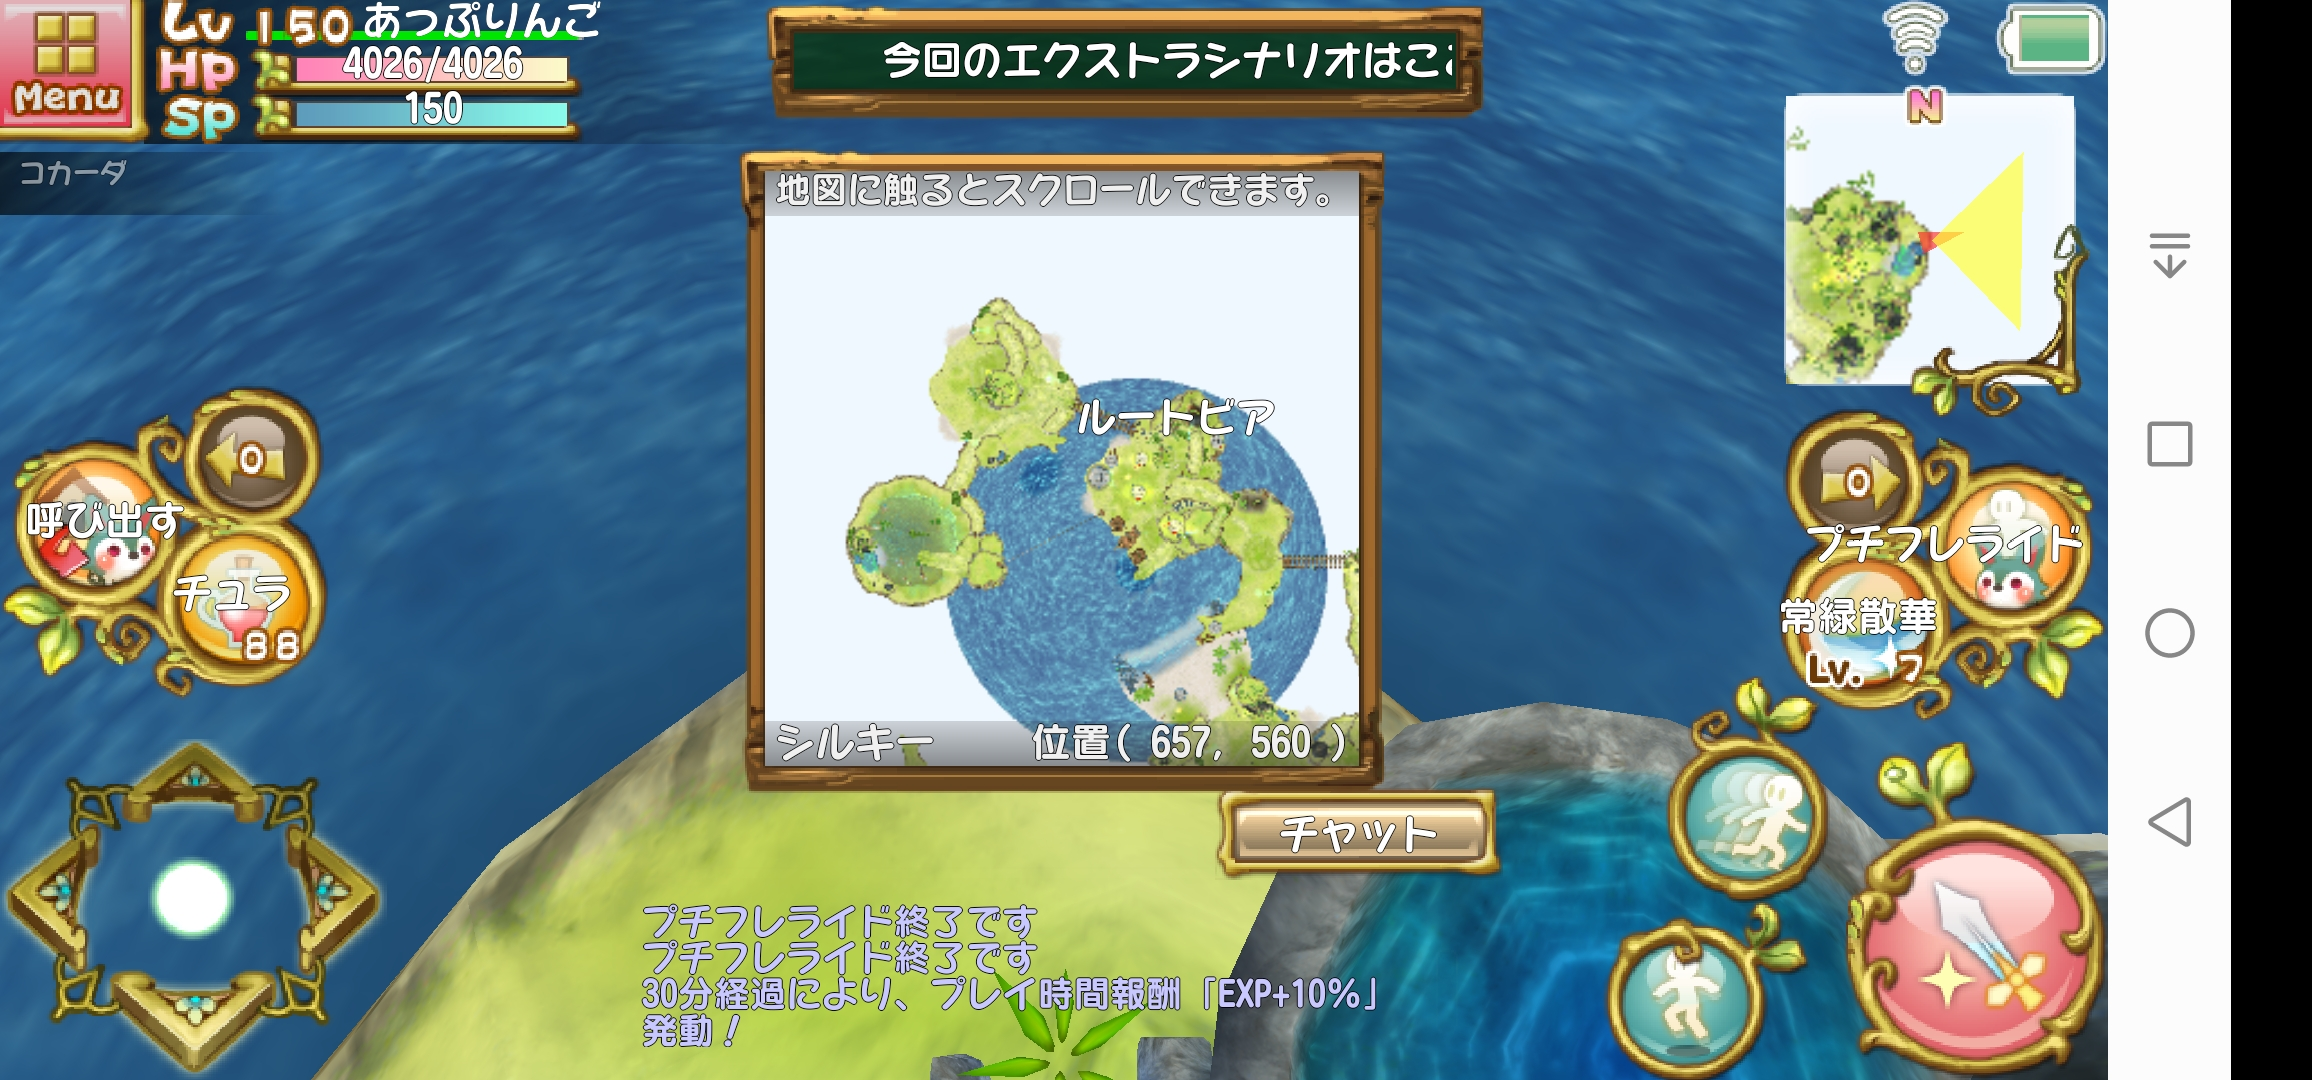 Lv 150 あっぷりんご
Hp 4026/4026
Sp 150
Menu
コカーダ
今回のエクストラシナリオはこ
N
地図に触るとスクロールできます。
ルートビア
シルキー 位置( 657, 560 )
0
呼び出す
チュラ
88
0
プチフレライド
常緑散華
Lv. 7
チャット
プチフレライド終了です
プチフレライド終了です
30分経過により、プレイ時間報酬「EXP+10%」
発動！